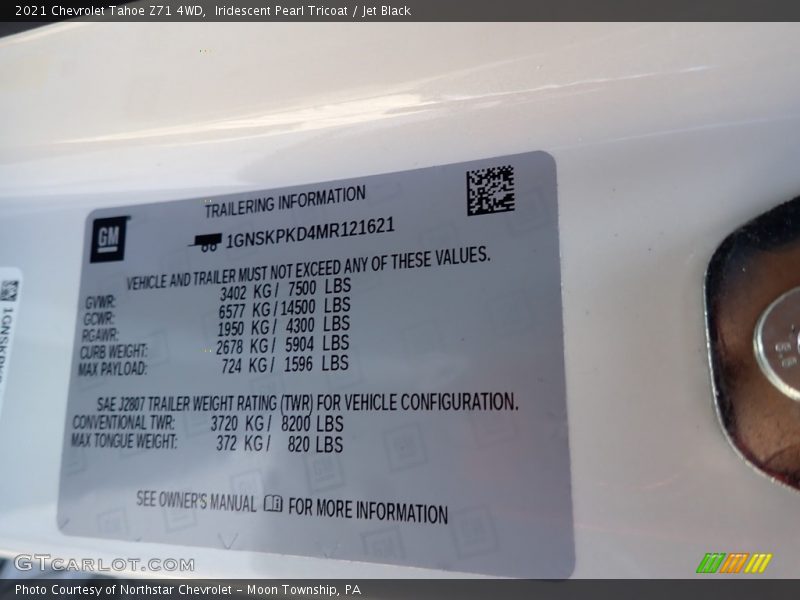 2021 Chevrolet Tahoe Z71 4WD, Iridescent Pearl Tricoat / Jet Black
TRAILERING INFORMATION
GM
1GNSKPKD4MR121621
VEHICLE AND TRAILER MUST NOT EXCEED ANY OF THESE VALUES.
GVWR: 3402 KG / 7500 LBS
GCWR: 6577 KG / 14500 LBS
RGAWR: 1950 KG / 4300 LBS
CURB WEIGHT: 2678 KG / 5904 LBS
MAX PAYLOAD: 724 KG / 1596 LBS
SAE J2807 TRAILER WEIGHT RATING (TWR) FOR VEHICLE CONFIGURATION.
CONVENTIONAL TWR: 3720 KG / 8200 LBS
MAX TONGUE WEIGHT: 372 KG / 820 LBS
SEE OWNER'S MANUAL FOR MORE INFORMATION
GTCARLOT.COM
Photo Courtesy of Northstar Chevrolet – Moon Township, PA